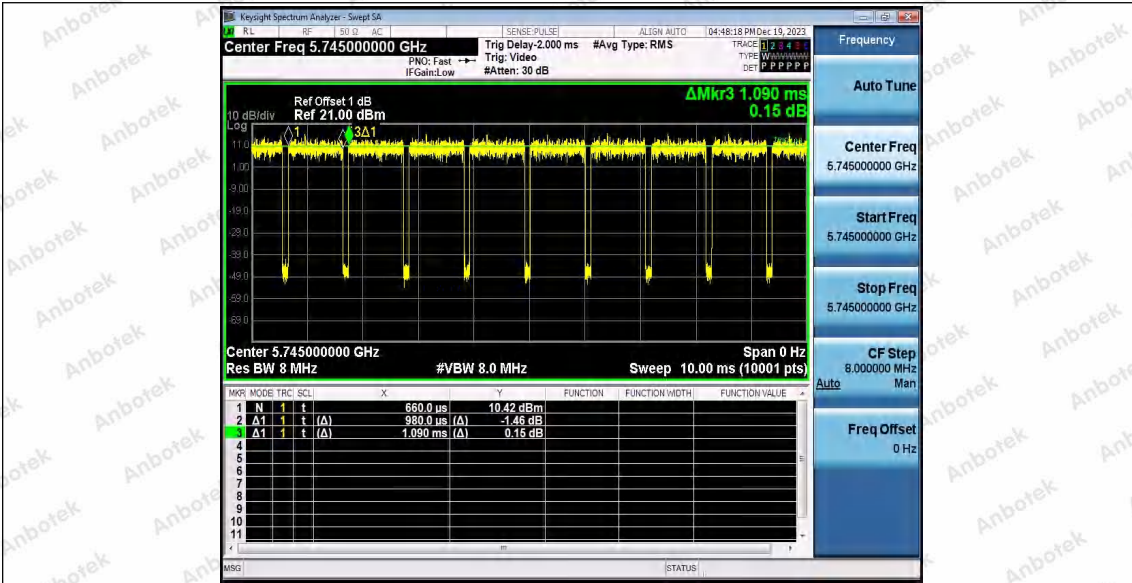 Keysight Spectrum Analyzer - Swept SA
RL RF 50 Ω AC SENSE:PULSE ALIGN AUTO 04:48:18 PM Dec 19, 2023
Center Freq 5.745000000 GHz
PNO: Fast
IFGain:Low
Trig Delay-2.000 ms #Avg Type: RMS
Trig: Video
#Atten: 30 dB
TRACE 1 2 3 4 5 6
TYPE WWWWWW
DET P P P P P P
Frequency
Auto Tune
Center Freq
5.745000000 GHz
Start Freq
5.745000000 GHz
Stop Freq
5.745000000 GHz
CF Step
8.000000 MHz
Auto Man
Freq Offset
0 Hz
ΔMkr3 1.090 ms
0.15 dB
Ref Offset 1 dB
10 dB/div Ref 21.00 dBm
Log
1 3Δ1
11.0
1.00
-9.00
-19.0
-29.0
-39.0
-49.0
-59.0
-69.0
Center 5.745000000 GHz Span 0 Hz
Res BW 8 MHz #VBW 8.0 MHz Sweep 10.00 ms (10001 pts)
MKR MODE TRC SCL X Y FUNCTION FUNCTION WIDTH FUNCTION VALUE
1 N 1 t 660.0 µs 10.42 dBm
2 Δ1 1 t (Δ) 980.0 µs (Δ) -1.46 dB
3 Δ1 1 t (Δ) 1.090 ms (Δ) 0.15 dB
4
5
6
7
8
9
10
11
MSG STATUS
Anbotek